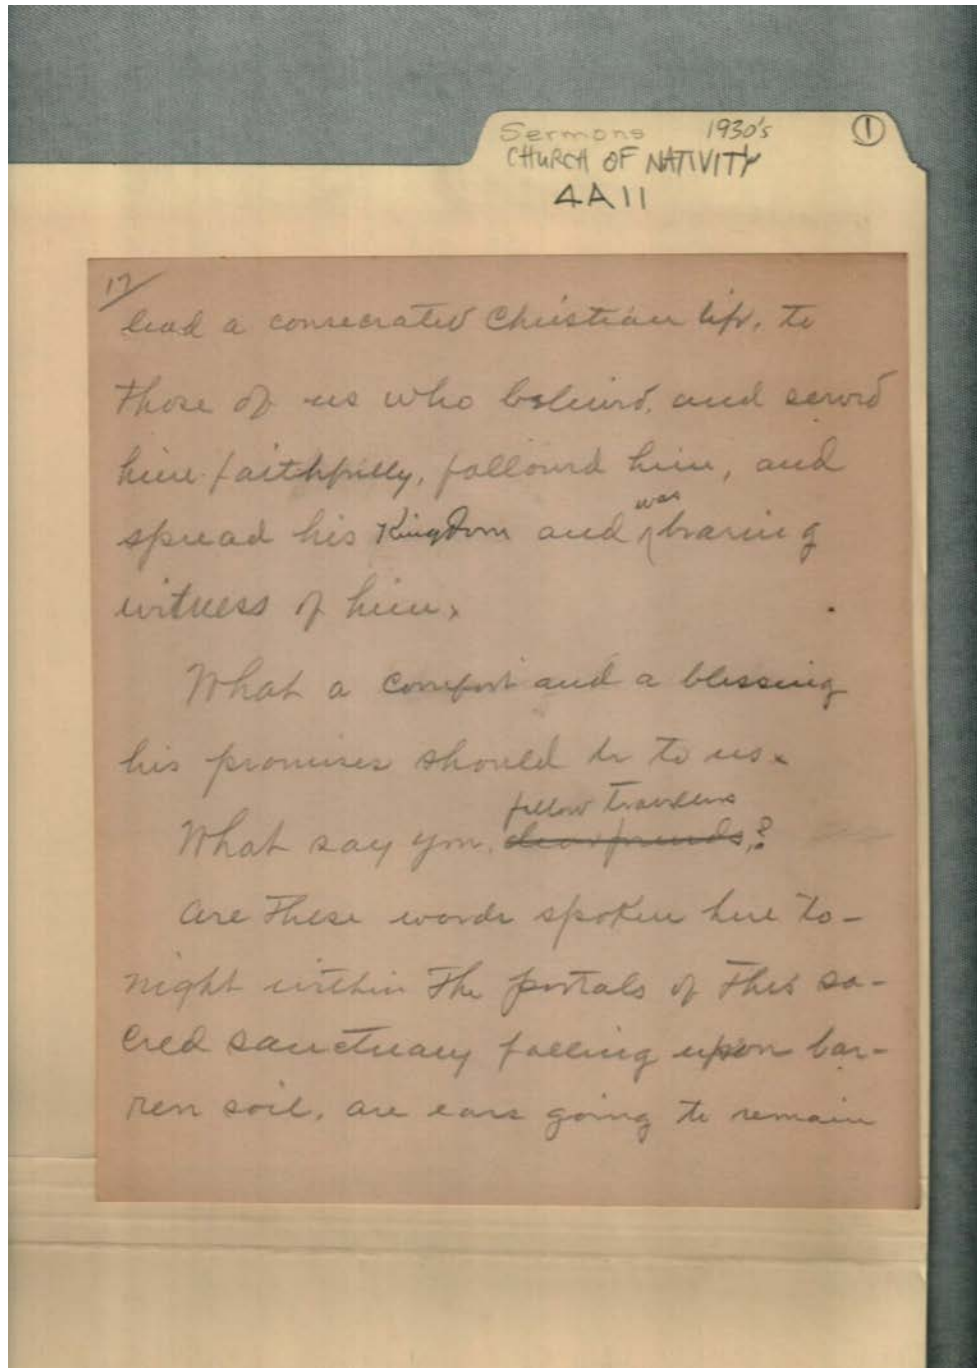 Sermons 1930's ①
CHURCH OF NATIVITY
4A11
17/
lead a consecrated Christian life, to
those of us who believed, and served
him faithfully, followed him, and
was
spread his Kingdom and bearing
witness of him.
What a comfort and a blessing
his promises should be to us.
fellow travelers
What say you, dear friends,?
Are these words spoken here to-
night within the portals of this sa-
cred sanctuary falling upon bar-
ren soil, are ears going to remain